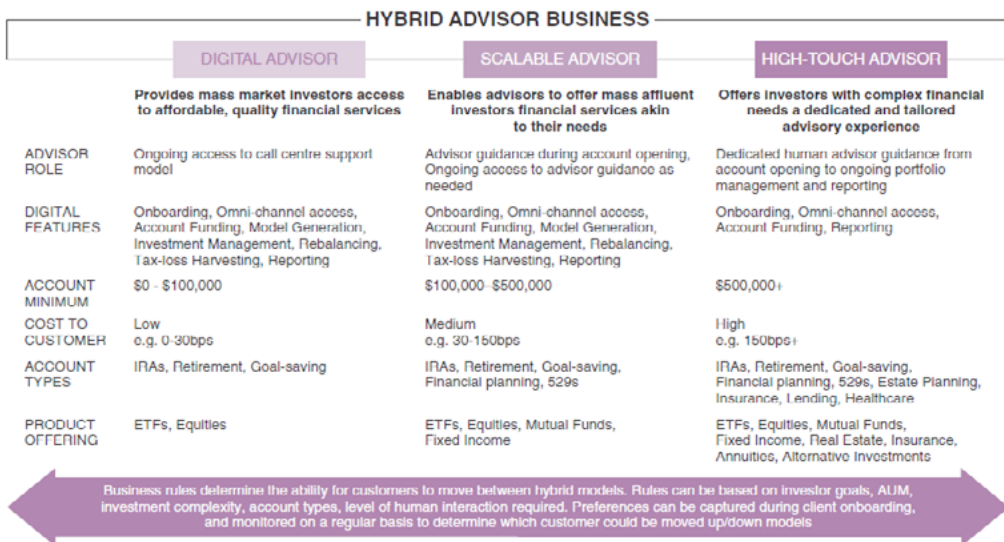 HYBRID ADVISOR BUSINESS
DIGITAL ADVISOR
SCALABLE ADVISOR
HIGH-TOUCH ADVISOR
Provides mass market investors access
to affordable, quality financial services
Enables advisors to offer mass affluent
investors financial services akin
to their needs
Offers investors with complex financial
needs a dedicated and tailored
advisory experience
ADVISOR
ROLE
Ongoing access to call centre support
model
Advisor guidance during account opening,
Ongoing access to advisor guidance as
needed
Dedicated human advisor guidance from
account opening to ongoing portfolio
management and reporting
DIGITAL
FEATURES
Onboarding, Omni-channel access,
Account Funding, Model Generation,
Investment Management, Rebalancing,
Tax-loss Harvesting, Reporting
Onboarding, Omni-channel access,
Account Funding, Model Generation,
Investment Management, Rebalancing,
Tax-loss Harvesting, Reporting
Onboarding, Omni-channel access,
Account Funding, Reporting
ACCOUNT
MINIMUM
$0 - $100,000
$100,000-$500,000
$500,000+
COST TO
CUSTOMER
Low
e.g. 0-30bps
Medium
e.g. 30-150bps
High
e.g. 150bps+
ACCOUNT
TYPES
IRAs, Retirement, Goal-saving
IRAs, Retirement, Goal-saving,
Financial planning, 529s
IRAs, Retirement, Goal-saving,
Financial planning, 529s, Estate Planning,
Insurance, Lending, Healthcare
PRODUCT
OFFERING
ETFs, Equities
ETFs, Equities, Mutual Funds,
Fixed Income
ETFs, Equities, Mutual Funds,
Fixed Income, Real Estate, Insurance,
Annuities, Alternative Investments
Business rules determine the ability for customers to move between hybrid models. Rules can be based on investor goals, AUM,
investment complexity, account types, level of human interaction required. Preferences can be captured during client onboarding,
and monitored on a regular basis to determine which customer could be moved up/down models